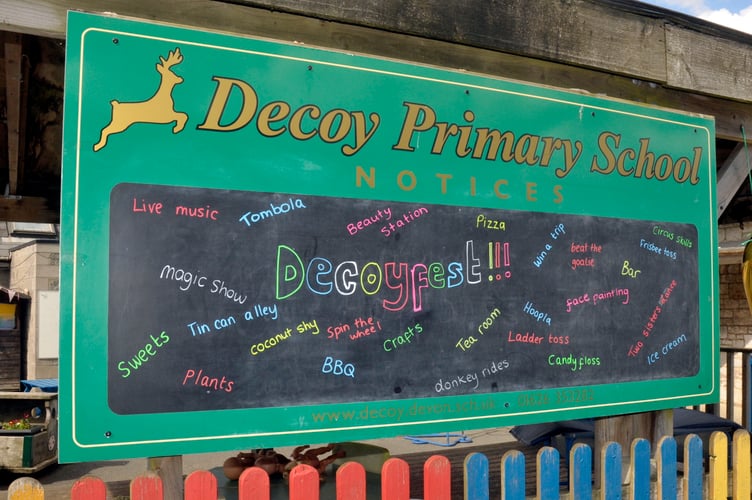 Decoy Primary School
NOTICES
Live music
Tombola
Beauty
Station
Pizza
win a trip
beat the
goalie
Circus skills
Frisbee toss
magic show
Decoyfest!!!
Bar
face painting
Tin can alley
coconut shy
Spin the
wheel
Crafts
Tea room
Hoopla
Ladder toss
Two sisters
Ice cream
Sweets
Plants
BBQ
donkey rides
Candy floss
www.decoy.devon.sch.uk